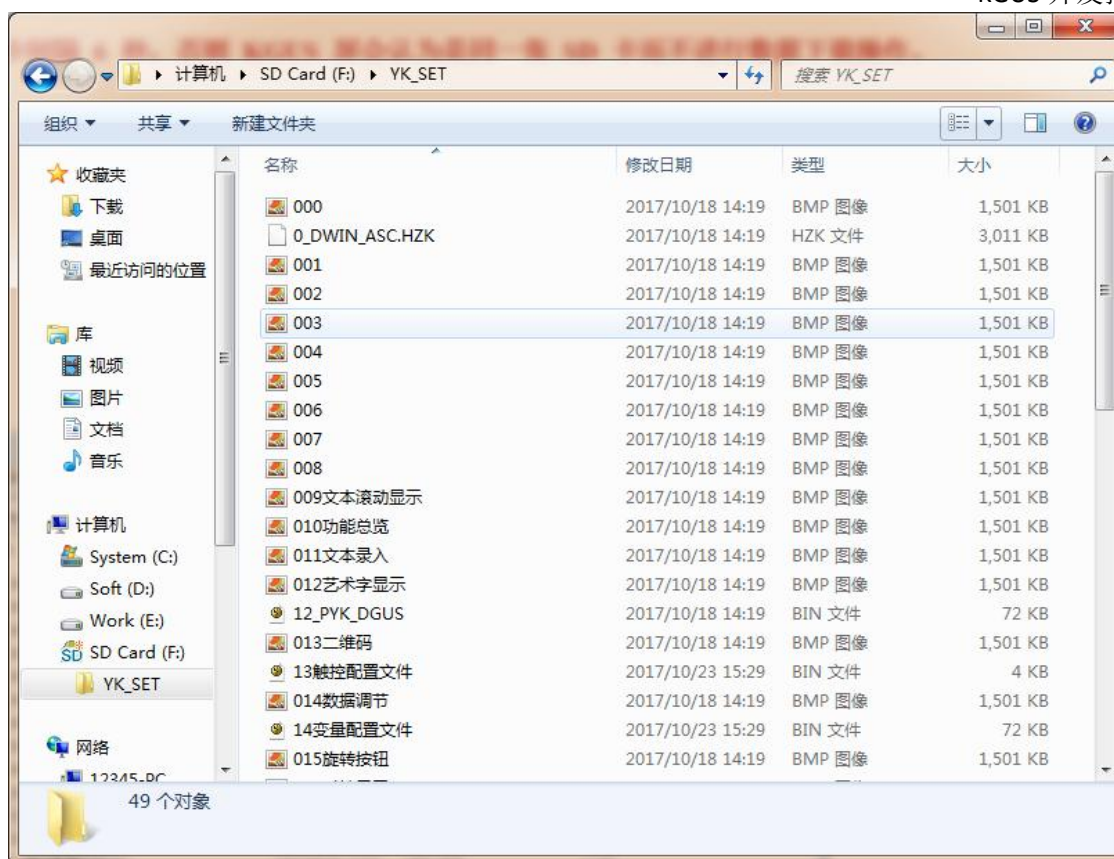 计算机 ▸ SD Card (F:) ▸ YK_SET
搜索 YK_SET
组织 共享 新建文件夹
名称 修改日期 类型 大小
收藏夹
下载
桌面
最近访问的位置
库
视频
图片
文档
音乐
计算机
System (C:)
Soft (D:)
Work (E:)
SD Card (F:)
YK_SET
网络
12345-PC
000 2017/10/18 14:19 BMP 图像 1,501 KB
0_DWIN_ASC.HZK 2017/10/18 14:19 HZK 文件 3,011 KB
001 2017/10/18 14:19 BMP 图像 1,501 KB
002 2017/10/18 14:19 BMP 图像 1,501 KB
003 2017/10/18 14:19 BMP 图像 1,501 KB
004 2017/10/18 14:19 BMP 图像 1,501 KB
005 2017/10/18 14:19 BMP 图像 1,501 KB
006 2017/10/18 14:19 BMP 图像 1,501 KB
007 2017/10/18 14:19 BMP 图像 1,501 KB
008 2017/10/18 14:19 BMP 图像 1,501 KB
009文本滚动显示 2017/10/18 14:19 BMP 图像 1,501 KB
010功能总览 2017/10/18 14:19 BMP 图像 1,501 KB
011文本录入 2017/10/18 14:19 BMP 图像 1,501 KB
012艺术字显示 2017/10/18 14:19 BMP 图像 1,501 KB
12_PYK_DGUS 2017/10/18 14:19 BIN 文件 72 KB
013二维码 2017/10/18 14:19 BMP 图像 1,501 KB
13触控配置文件 2017/10/23 15:29 BIN 文件 4 KB
014数据调节 2017/10/18 14:19 BMP 图像 1,501 KB
14变量配置文件 2017/10/23 15:29 BIN 文件 72 KB
015旋转按钮 2017/10/18 14:19 BMP 图像 1,501 KB
49 个对象